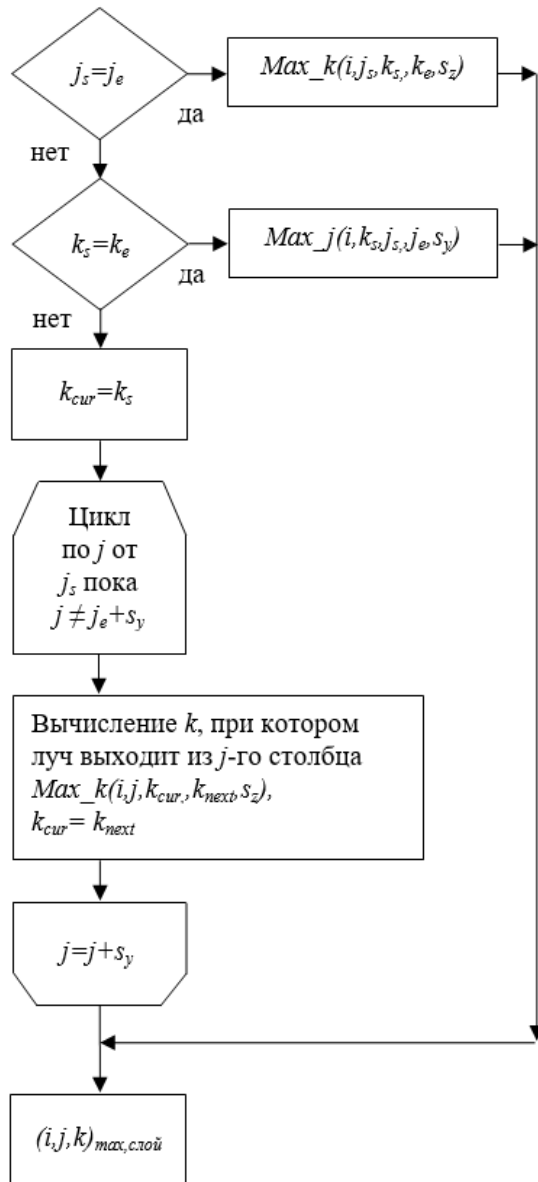 j_s=j_e
Max_k(i,j_s,k_s,,k_e,s_z)
да
нет
k_s=k_e
Max_j(i,k_s,j_s,,j_e,s_y)
да
нет
k_cur=k_s
Цикл
по j от
j_s пока
j ≠ j_e+s_y
Вычисление k, при котором
луч выходит из j-го столбца
Max_k(i,j,k_cur,,k_next,s_z),
k_cur= k_next
j=j+s_y
(i,j,k)_max,слой